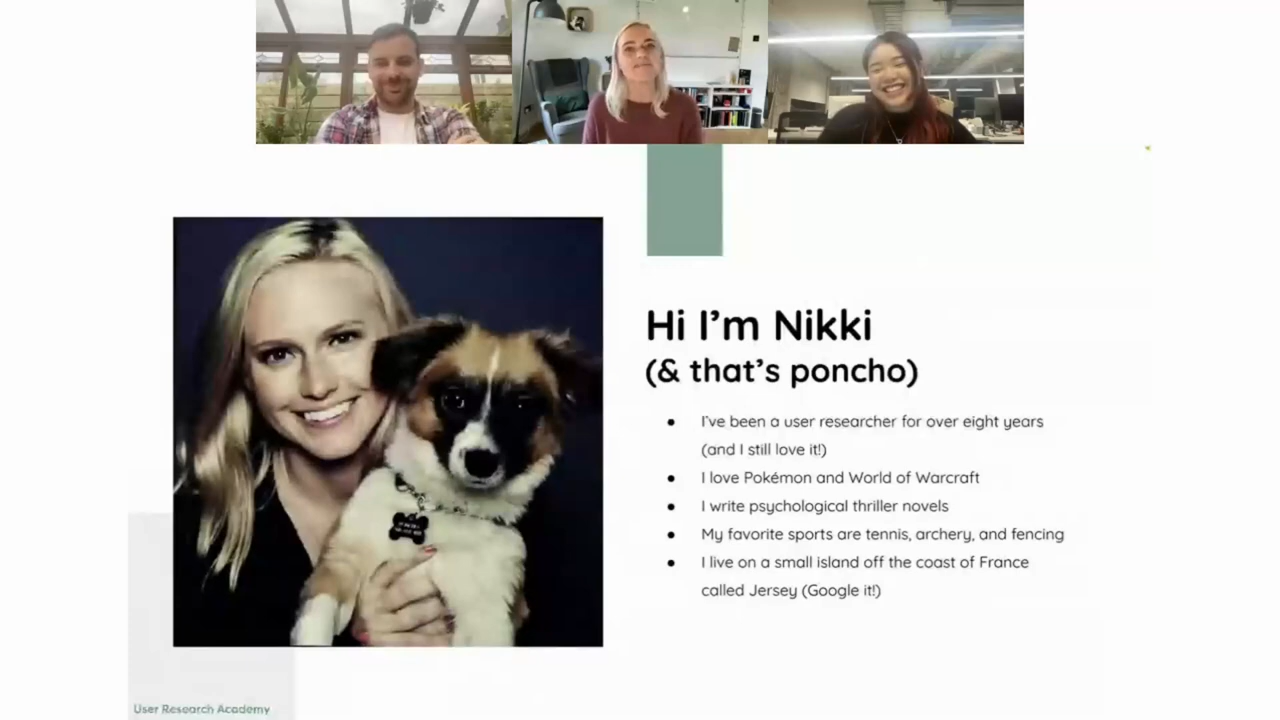 Hi I'm Nikki
(& that's poncho)
● I've been a user researcher for over eight years
(and I still love it!)
● I love Pokémon and World of Warcraft
● I write psychological thriller novels
● My favorite sports are tennis, archery, and fencing
● I live on a small island off the coast of France
called Jersey (Google it!)
User Research Academy